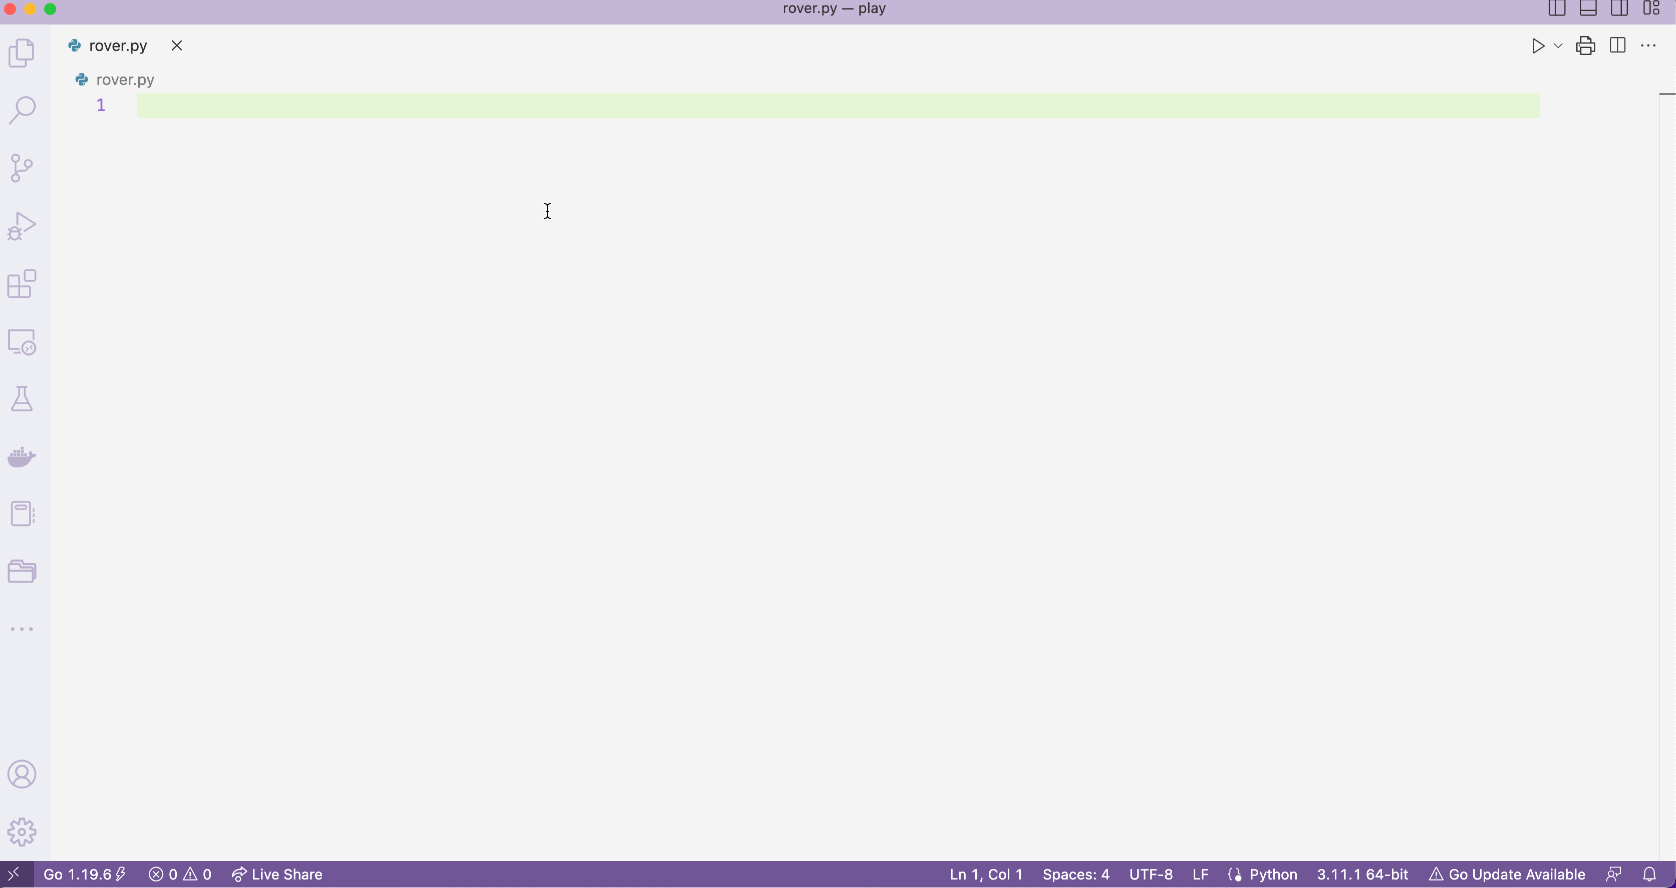 rover.py — play
rover.py
rover.py
1
Go 1.19.6 0 0 Live Share Ln 1, Col 1 Spaces: 4 UTF-8 LF Python 3.11.1 64-bit Go Update Available